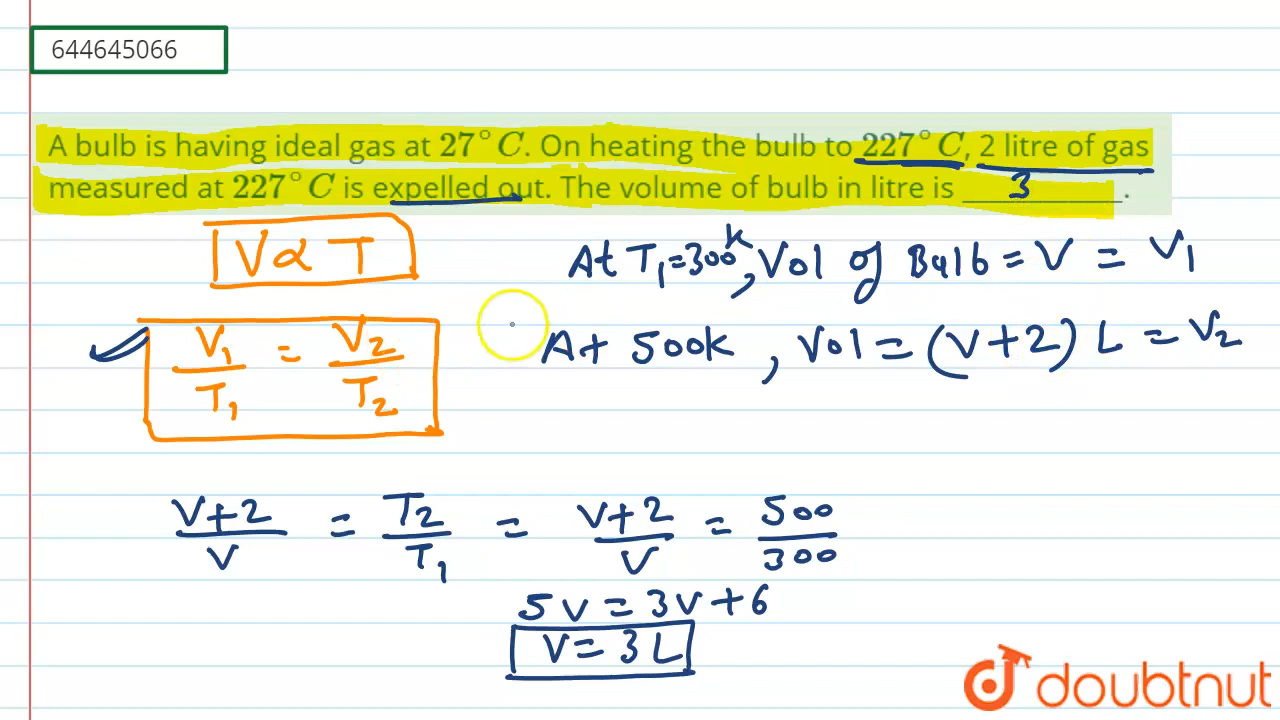 644645066
A bulb is having ideal gas at 27°C. On heating the bulb to 227°C, 2 litre of gas
measured at 227°C is expelled out. The volume of bulb in litre is ____3____.
V∝ T
At T₁=300K, Vol of Bulb = V = V₁
V₁/T₁ = V₂/T₂
At 500K, Vol = (V+2) L = V₂
V+2/V = T₂/T₁ = V+2/V = 500/300
5V = 3V+6
V= 3 L
doubtnut